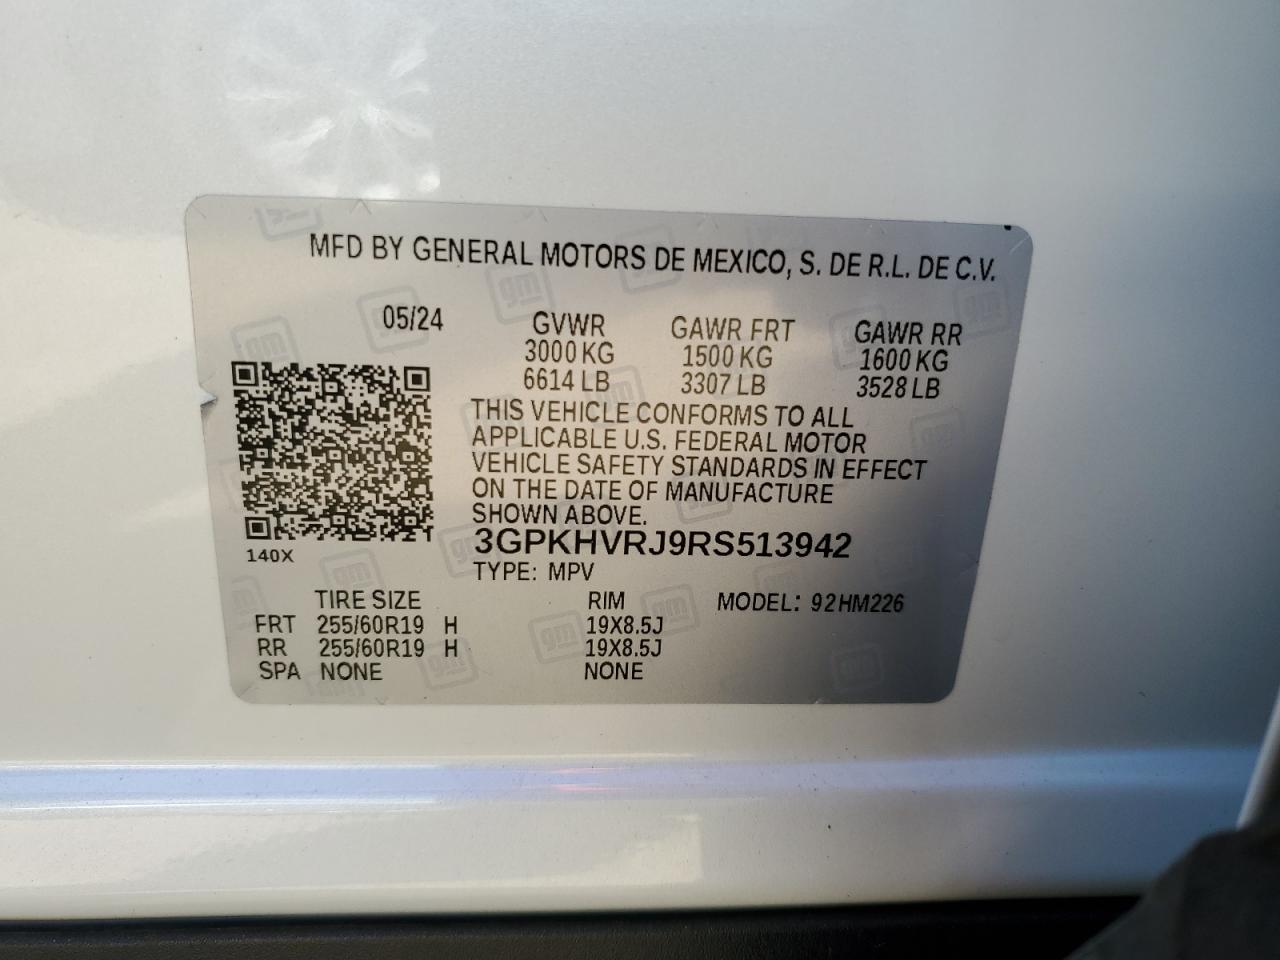 MFD BY GENERAL MOTORS DE MEXICO, S. DE R.L. DE C.V.
05/24 GVWR GAWR FRT GAWR RR
3000 KG 1500 KG 1600 KG
6614 LB 3307 LB 3528 LB
THIS VEHICLE CONFORMS TO ALL
APPLICABLE U.S. FEDERAL MOTOR
VEHICLE SAFETY STANDARDS IN EFFECT
ON THE DATE OF MANUFACTURE
SHOWN ABOVE.
140X
3GPKHVRJ9RS513942
TYPE: MPV
TIRE SIZE RIM MODEL: 92HM226
FRT 255/60R19 H 19X8.5J
RR 255/60R19 H 19X8.5J
SPA NONE NONE